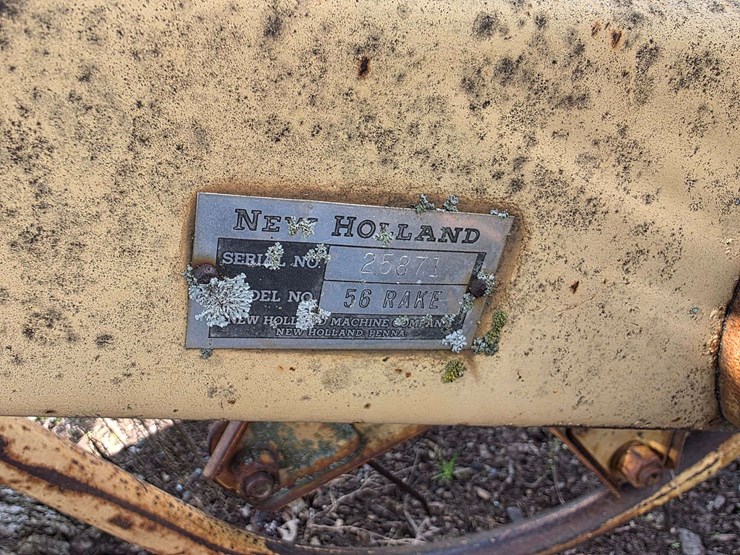 NEW HOLLAND
SERIAL NO. 25871
MODEL NO. 56 RAKE
NEW HOLLAND MACHINE COMPANY
NEW HOLLAND PENNA.